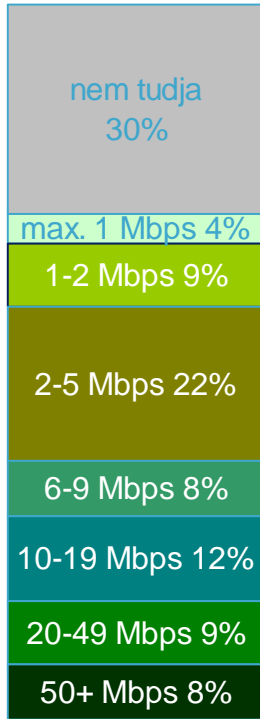 nem tudja
30%
max. 1 Mbps 4%
1-2 Mbps 9%
2-5 Mbps 22%
6-9 Mbps 8%
10-19 Mbps 12%
20-49 Mbps 9%
50+ Mbps 8%